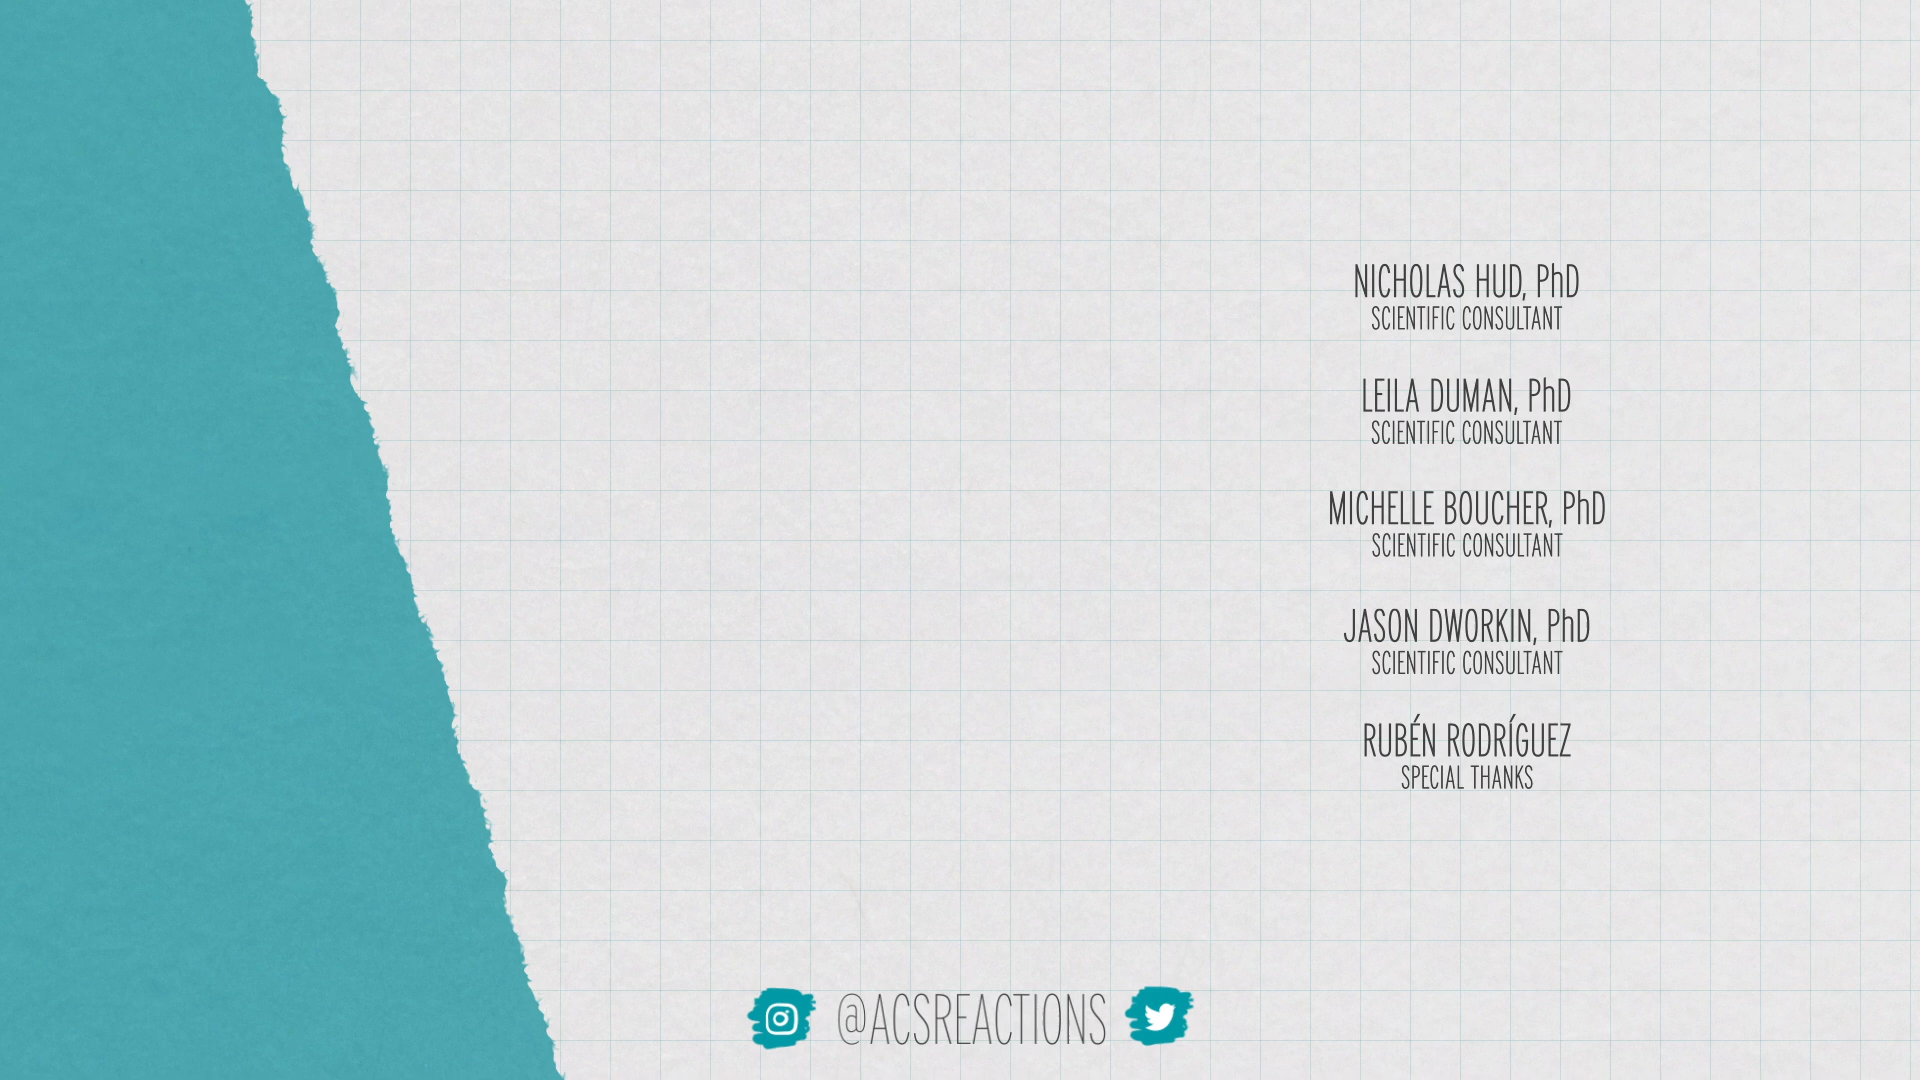 NICHOLAS HUD, PhD
SCIENTIFIC CONSULTANT
LEILA DUMAN, PhD
SCIENTIFIC CONSULTANT
MICHELLE BOUCHER, PhD
SCIENTIFIC CONSULTANT
JASON DWORKIN, PhD
SCIENTIFIC CONSULTANT
RUBÉN RODRÍGUEZ
SPECIAL THANKS
@ACSREACTIONS